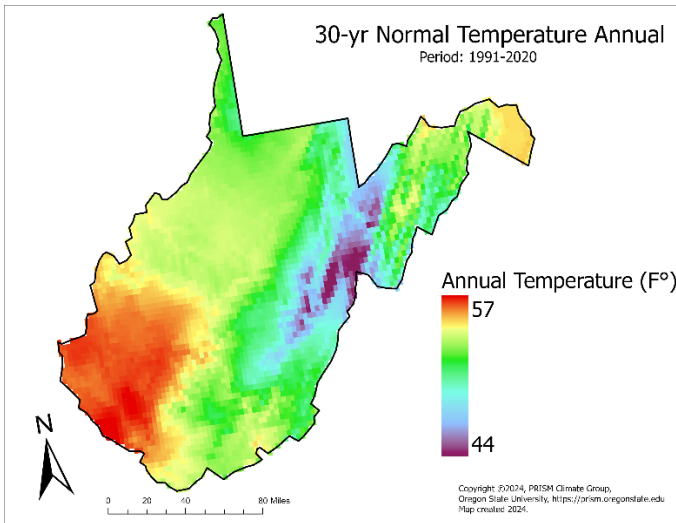 30-yr Normal Temperature Annual
Period: 1991-2020
Annual Temperature (F°)
57
44
N
0 20 40 80 Miles
Copyright ©2024, PRISM Climate Group,
Oregon State University, https://prism.oregonstate.edu
Map created 2024.